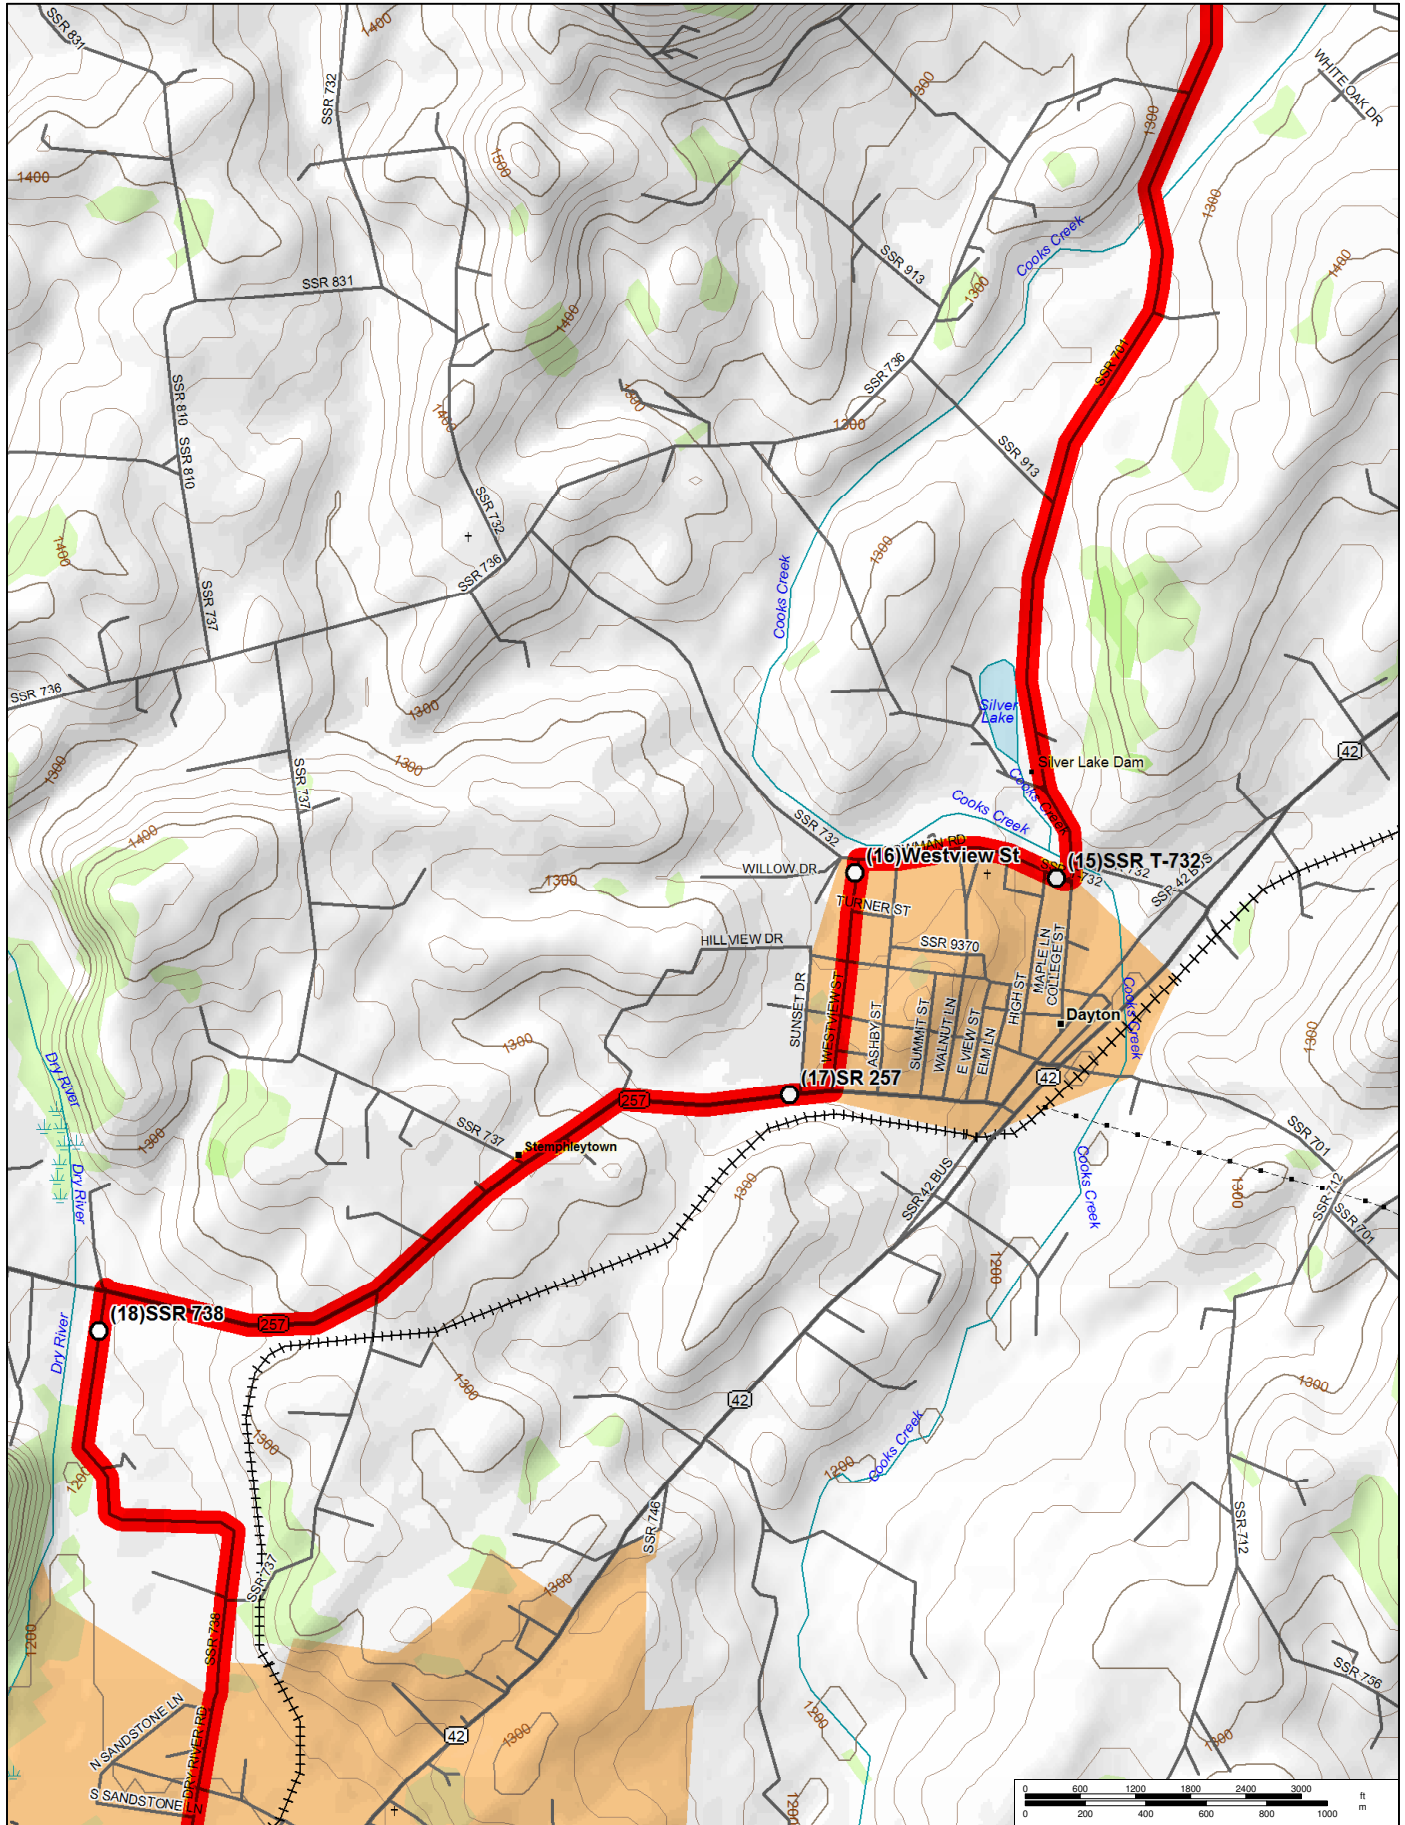 SSR 831
1400
SSR 732
1300
WHITE OAK DR
1300
1500
1400
1300
Cooks Creek
SSR 913
1400
1300
SSR 831
1400
SSR 701
SSR 736
SSR 810
1300
1400
1300
SSR 810
SSR 913
SSR 732
1400
1300
SSR 736
Cooks Creek
SSR 737
SSR 736
1300
Silver
Lake
42
1300
1300
SSR 737
Silver Lake Dam
Cooks Creek
Cooks Creek
1400
SSR 732
WMAN RD
(16)Westview St
(15)SSR T-732
732
WILLOW DR
SSR 42 BUS
1300
TURNER ST
HILLVIEW DR
SSR 9370
MAPLE LN
COLLEGE ST
SUNSET DR
WESTVIEW ST
HIGH ST
Cooks Creek
ASHBY ST
SUMMIT ST
WALNUT LN
E VIEW ST
ELM LN
Dayton
1300
1300
Dry River
(17)SR 257
42
257
1300
SSR 737
Stemphleytown
SSR 701
Dry River
1300
SSR 42 BUS
Cooks Creek
1300
SSR 712
SSR 701
1200
(18)SSR 738
257
Dry River
1300
42
1300
1300
Cooks Creek
1200
1200
SSR 746
SSR 712
SSR 737
1300
1200
SSR 738
SSR 756
N SANDSTONE LN
DRY RIVER RD
1200
42
1300
1300
S SANDSTONE LN
1200
0 600 1200 1800 2400 3000 ft
0 200 400 600 800 1000 m